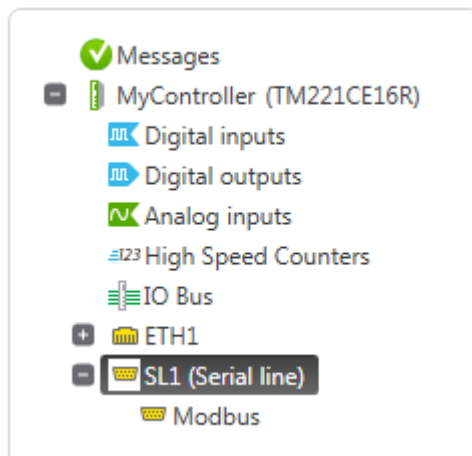 Messages
MyController (TM221CE16R)
Digital inputs
Digital outputs
Analog inputs
123 High Speed Counters
IO Bus
ETH1
SL1 (Serial line)
Modbus